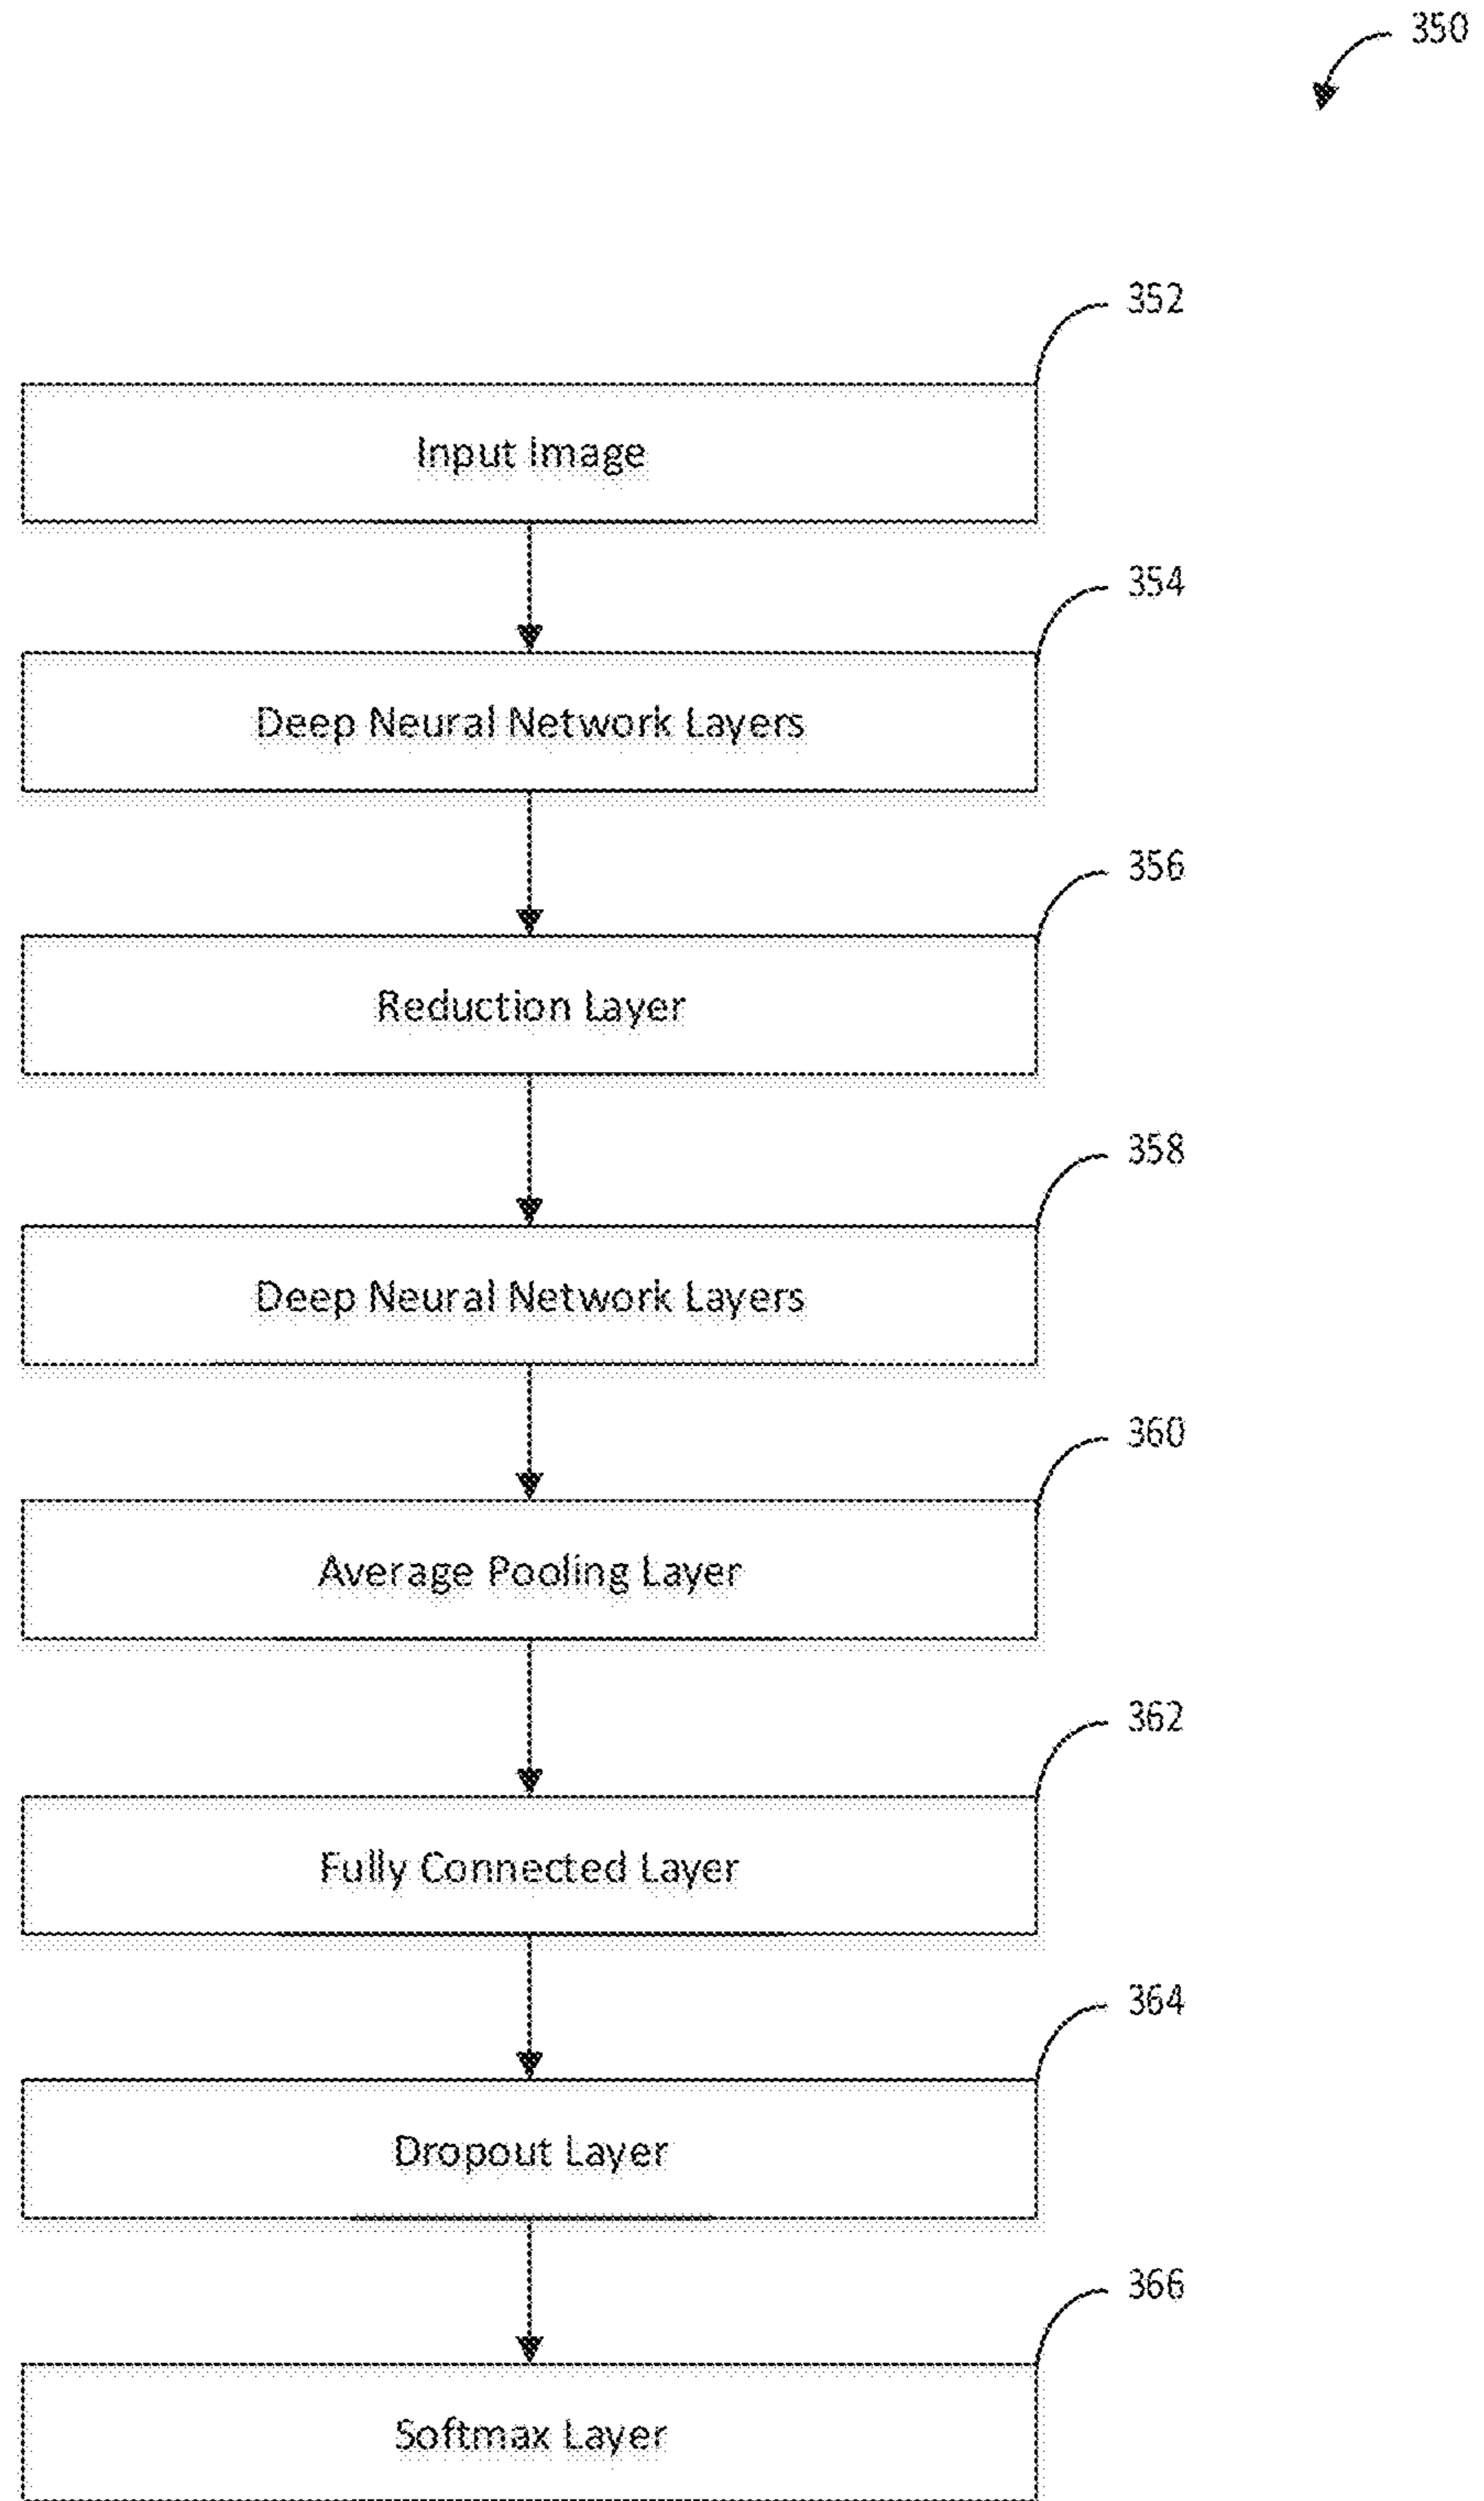 350
352
Input Image
354
Deep Neural Network Layers
356
Reduction Layer
358
Deep Neural Network Layers
360
Average Pooling Layer
362
Fully Connected Layer
364
Dropout Layer
366
Softmax Layer